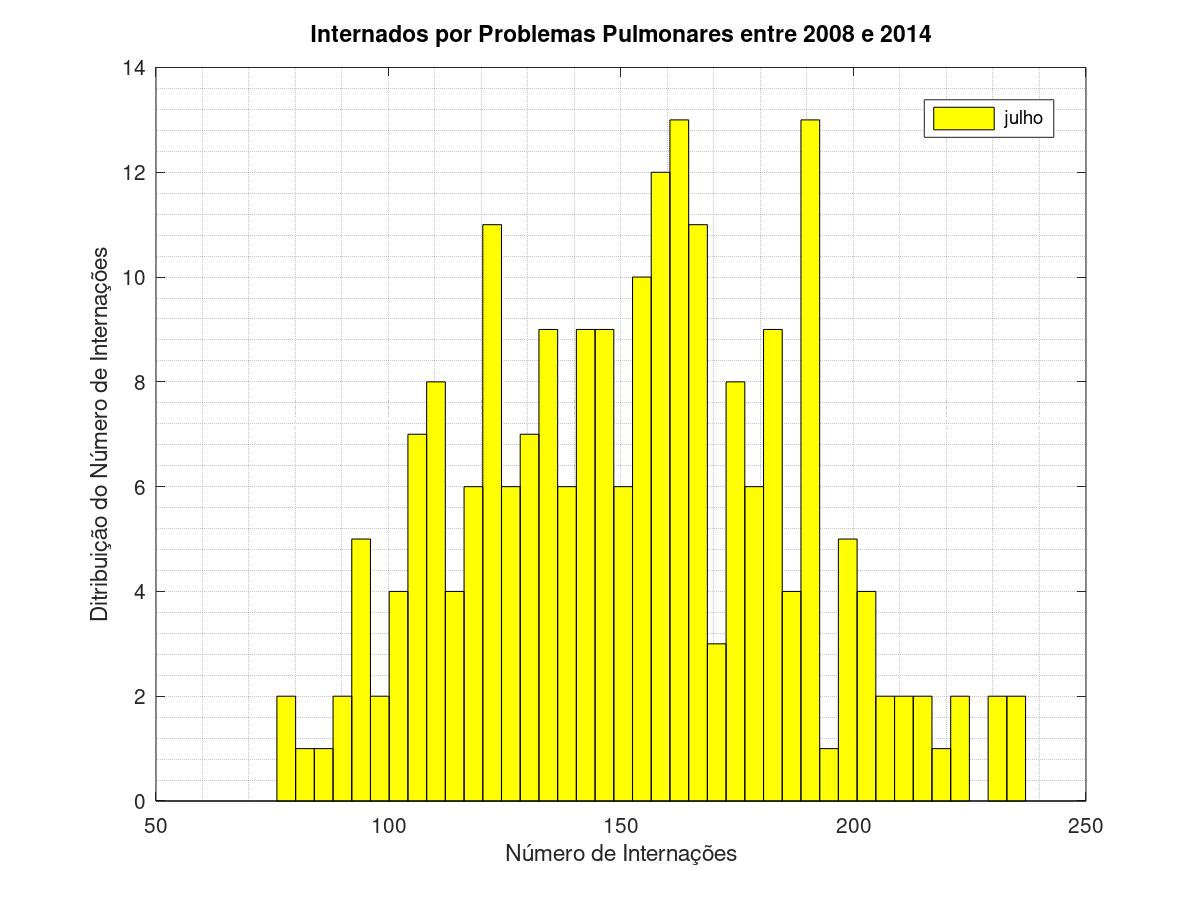 Internados por Problemas Pulmonares entre 2008 e 2014
julho
Ditribuição do Número de Internações
14
12
10
8
6
4
2
0
50 100 150 200 250
Número de Internações